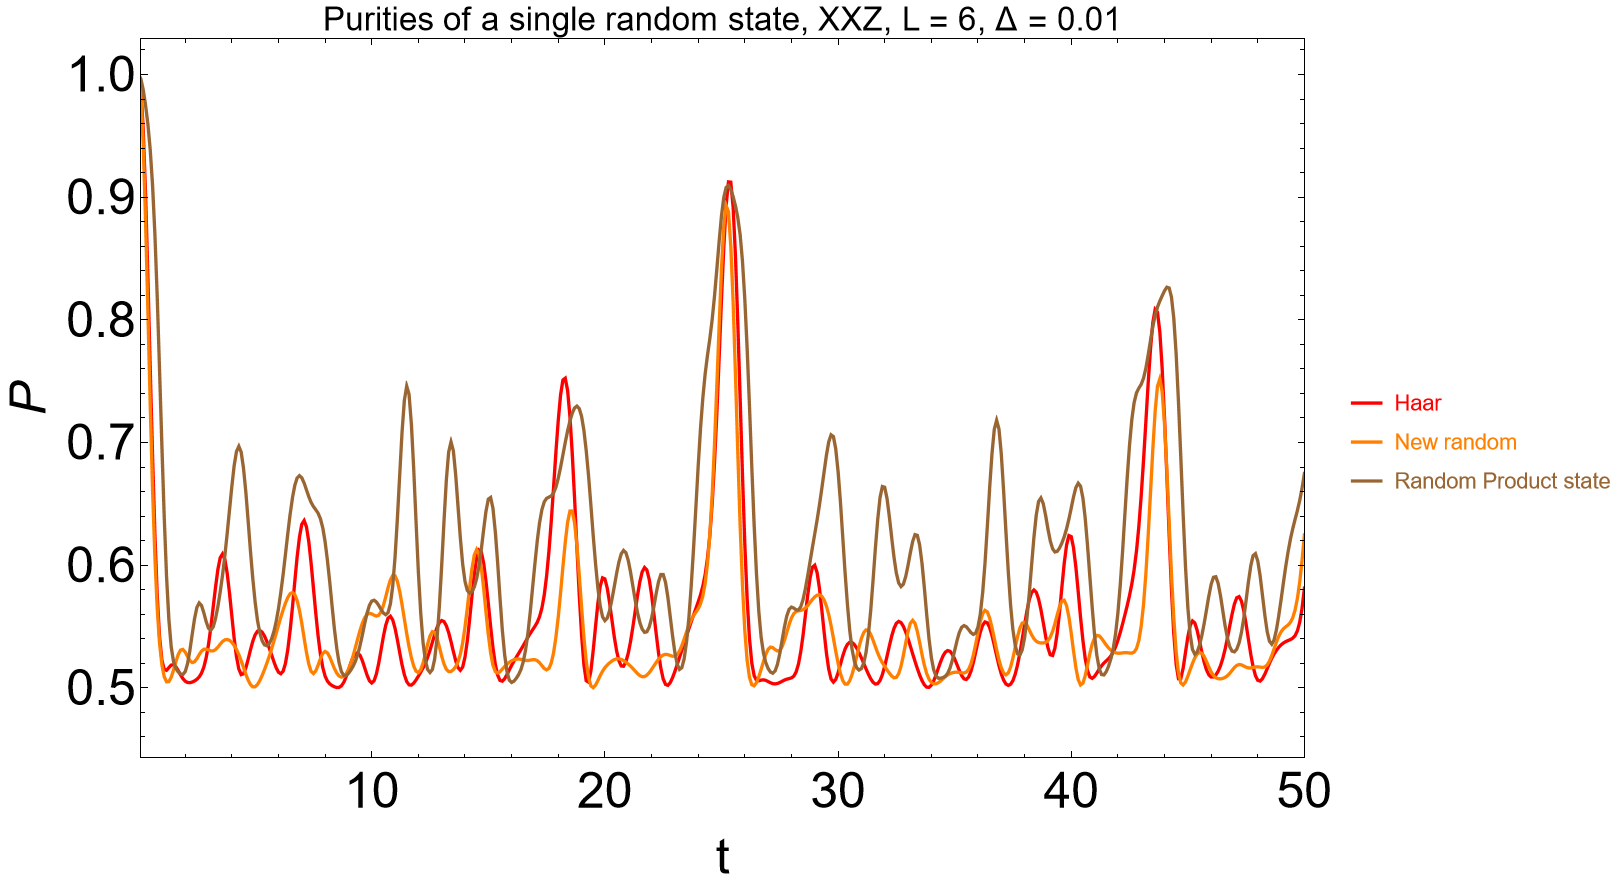 Purities of a single random state, XXZ, L = 6, Δ = 0.01
1.0
0.9
0.8
0.7
0.6
0.5
P
10
20
30
40
50
t
Haar
New random
Random Product state